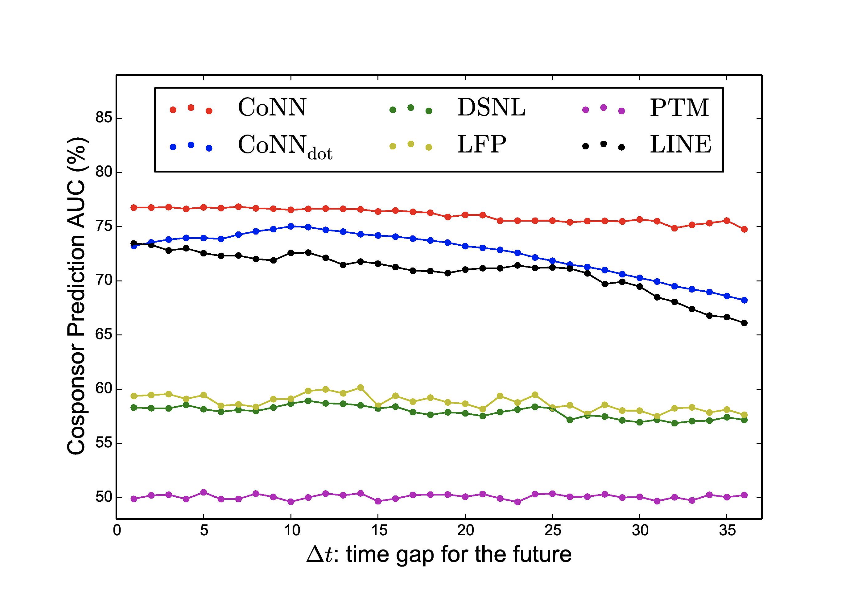 CoNN DSNL PTM
CoNN_dot LFP LINE
Cosponsor Prediction AUC (%)
85
80
75
70
65
60
55
50
0 5 10 15 20 25 30 35
Δt: time gap for the future